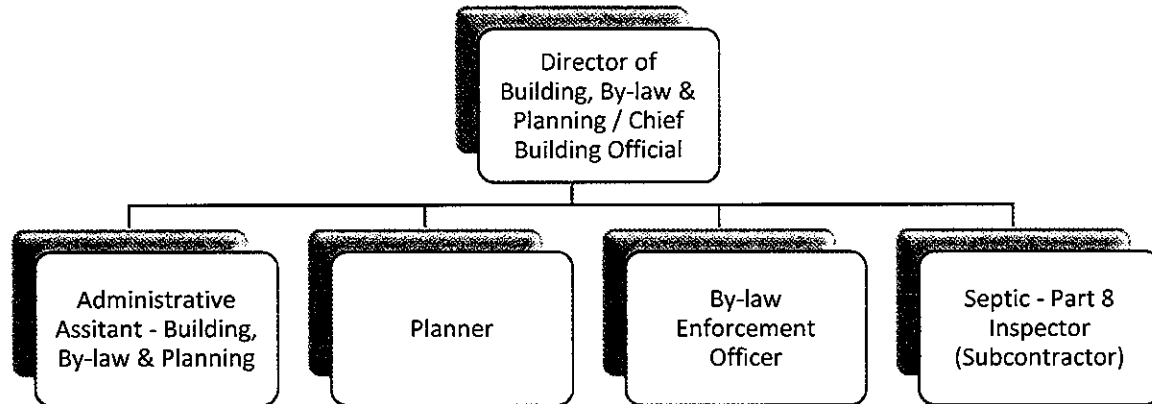 Director of
Building, By-law &
Planning / Chief
Building Official
Administrative
Assitant - Building,
By-law & Planning
Planner
By-law
Enforcement
Officer
Septic - Part 8
Inspector
(Subcontractor)